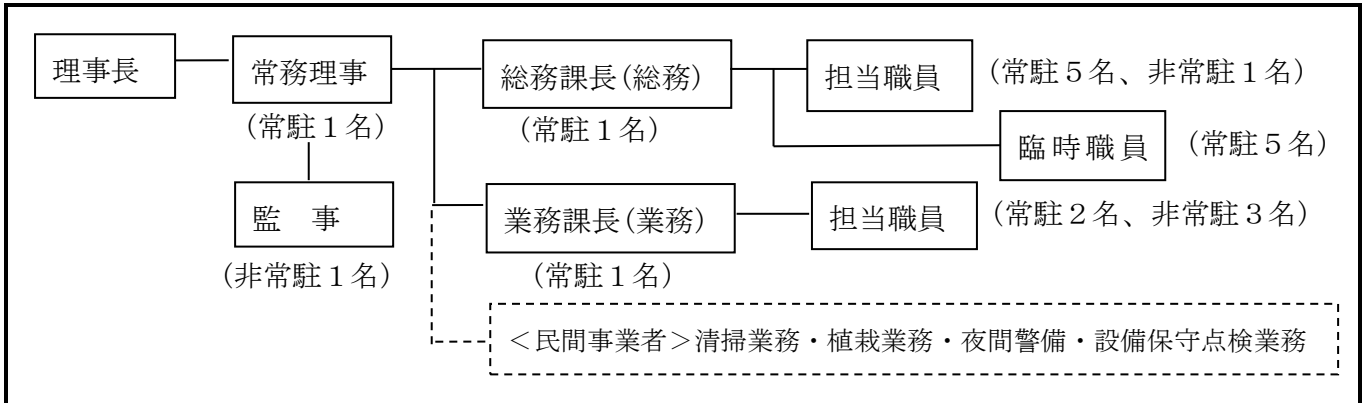 理事長
常務理事
(常駐1名)
監 事
(非常駐1名)
総務課長(総務)
(常駐1名)
担当職員
(常駐5名、非常駐1名)
臨時職員
(常駐5名)
業務課長(業務)
(常駐1名)
担当職員
(常駐2名、非常駐3名)
<民間事業者>清掃業務・植栽業務・夜間警備・設備保守点検業務